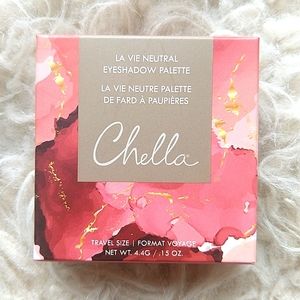 LA VIE NEUTRAL
EYESHADOW PALETTE
LA VIE NEUTRE PALETTE
DE FARD À PAUPIÈRES
Chella
TRAVEL SIZE | FORMAT VOYAGE
NET WT. 4.4G / .15 OZ.